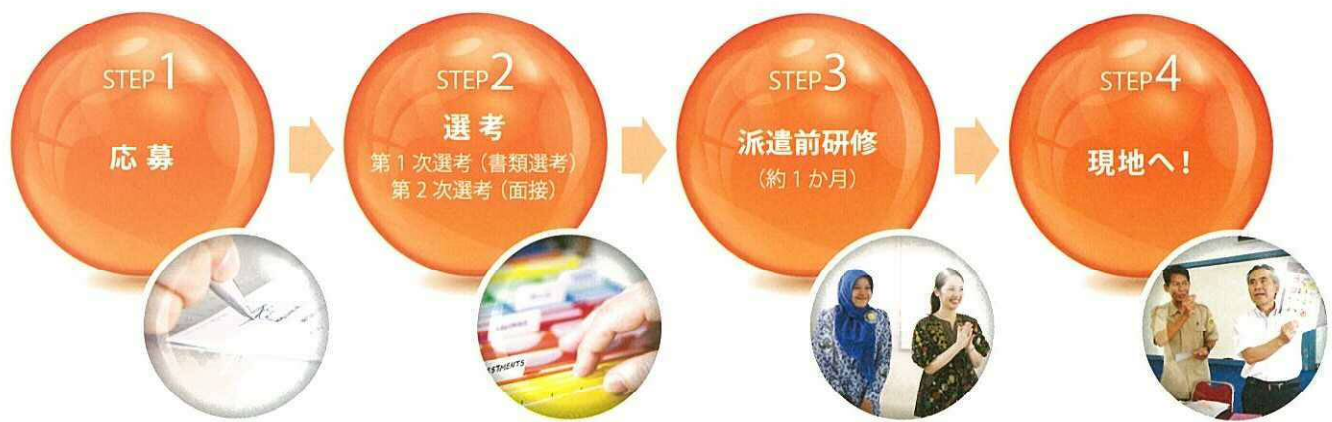 STEP1
応募
STEP2
選考
第1次選考(書類選考)
第2次選考(面接)
STEP3
派遣前研修
(約1か月)
STEP4
現地へ!